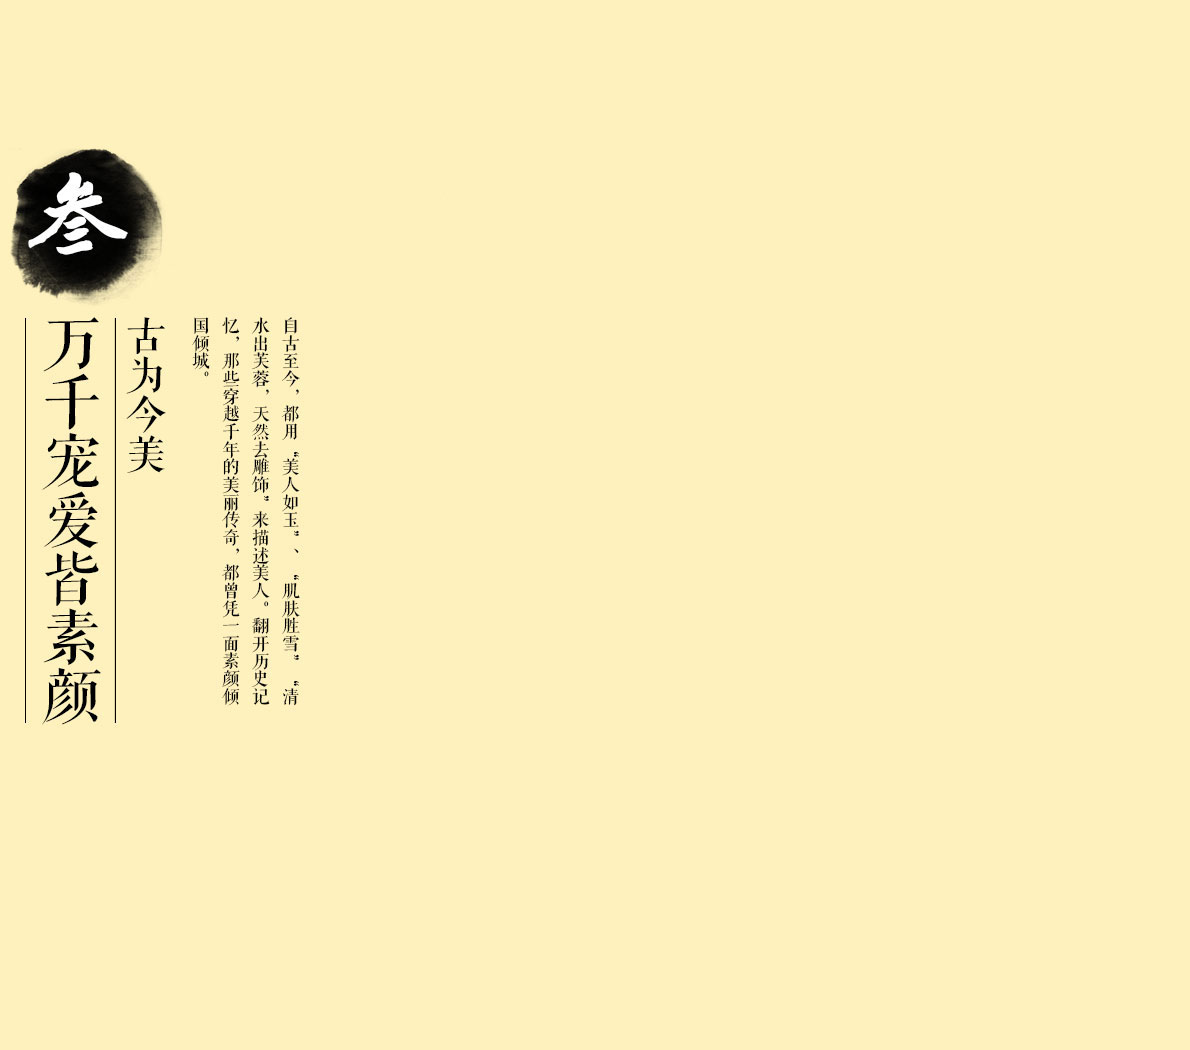 叁
万千宠爱皆素颜
古为今美
自古至今，都用“美人如玉”、“肌肤胜雪”“清
水出芙蓉，天然去雕饰”来描述美人。翻开历史记
忆，那些穿越千年的美丽传奇，都曾凭一面素颜倾
国倾城。